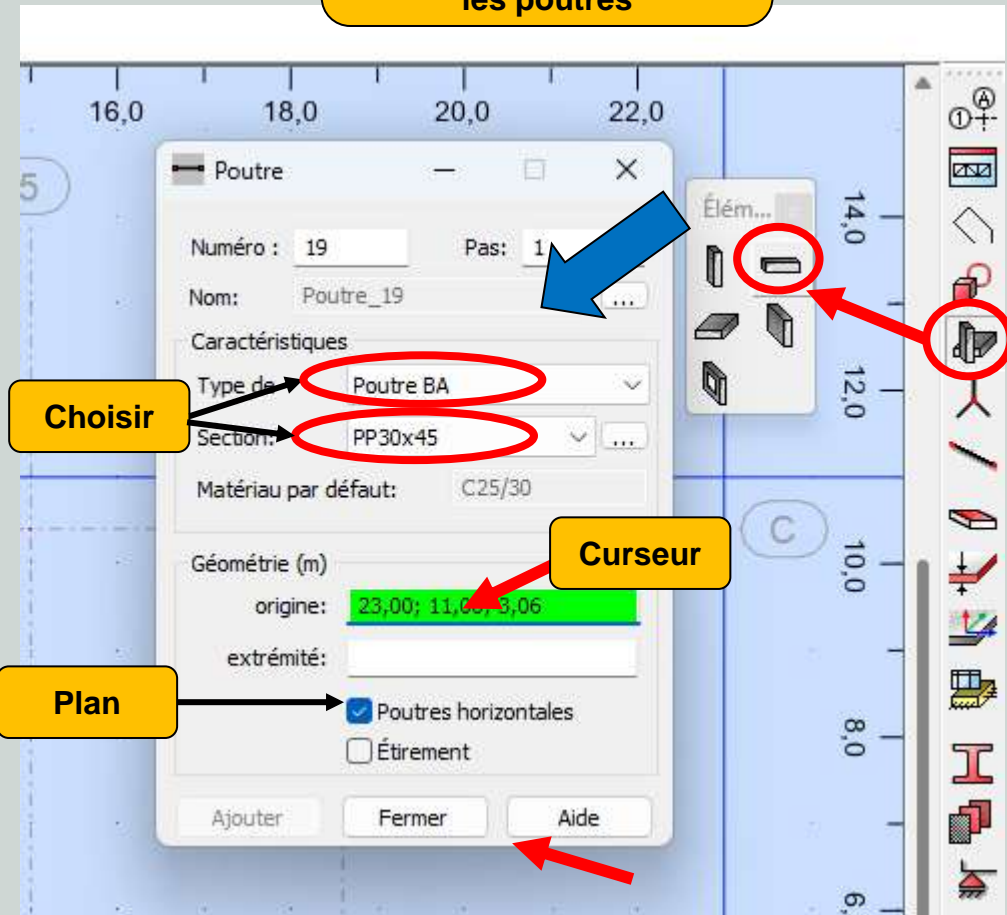 les poutres
16,0 18,0 20,0 22,0
5
Poutre
Numéro : 19 Pas: 1
Nom: Poutre_19 ...
Caractéristiques
Type de Poutre BA
Section: PP30x45 ...
Matériau par défaut: C25/30
Géométrie (m)
origine: 23,00; 11,00; 3,06
extrémité:
Poutres horizontales
Étirement
Ajouter Fermer Aide
Choisir
Curseur
Plan
Élém...
14,0
12,0
C
10,0
8,0
6
A
1